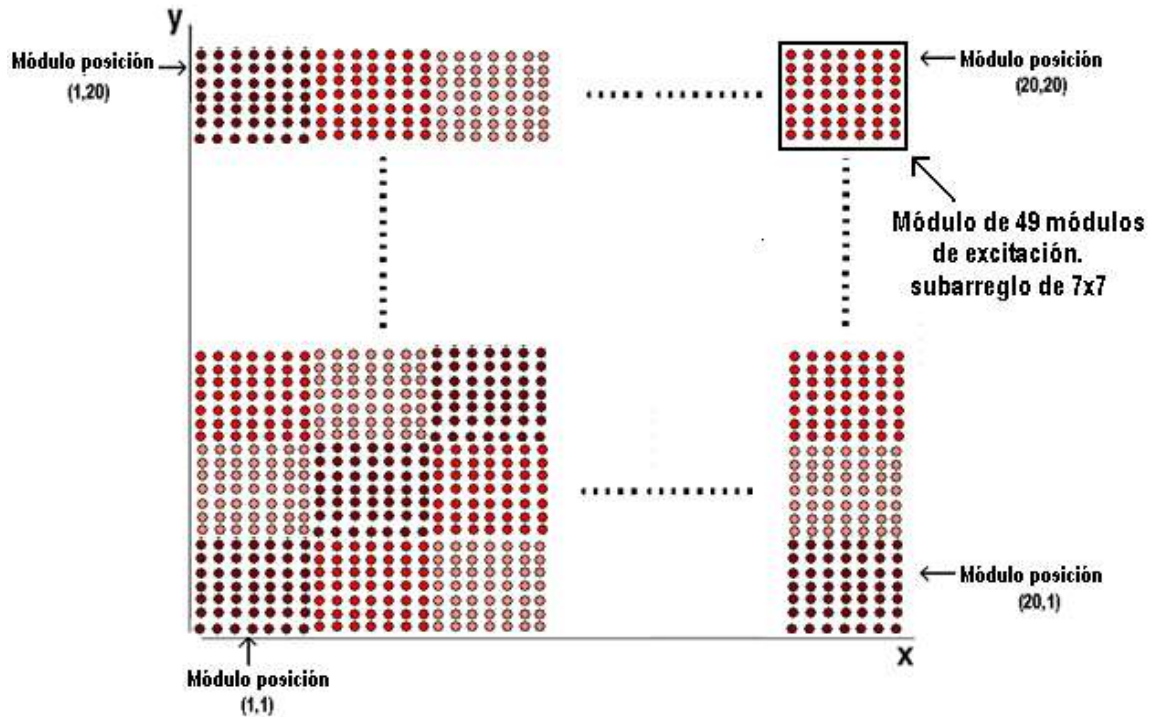 y
Módulo posición
(1,20)
Módulo posición
(20,20)
Módulo de 49 módulos
de excitación.
subarreglo de 7x7
Módulo posición
(20,1)
x
Módulo posición
(1,1)